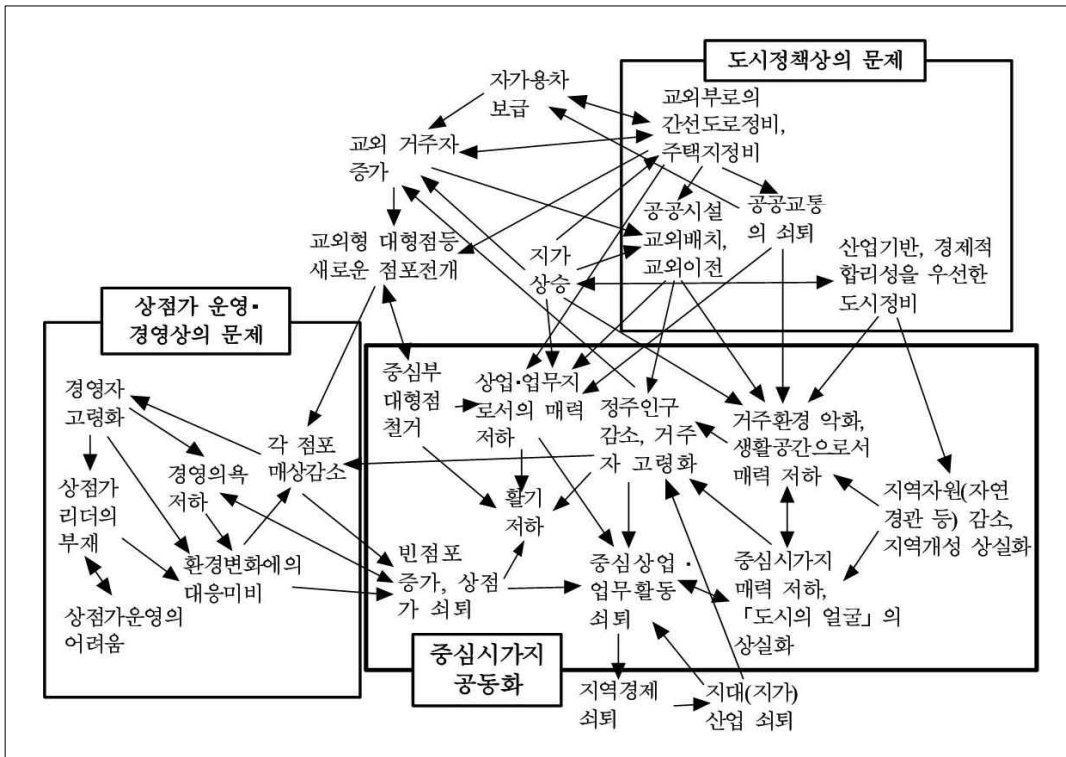 도시정책상의 문제
자가용차
보급
교외부로의
간선도로정비,
주택지정비
교외 거주자
증가
공공시설
교외배치,
교외이전
공공교통
의 쇠퇴
교외형 대형점등
새로운 점포전개
지가
상승
산업기반, 경제적
합리성을 우선한
도시정비
상점가 운영·
경영상의 문제
경영자
고령화
상점가
리더의
부재
상점가운영의
어려움
경영의욕
저하
환경변화에의
대응미비
각 점포
매상감소
중심부
대형점
철거
상업·업무지
로서의 매력
저하
정주인구
감소, 거주
자 고령화
거주환경 악화,
생활공간으로서
매력 저하
지역자원(자연
경관 등) 감소,
지역개성 상실화
활기
저하
빈점포
증가, 상점
가 쇠퇴
중심상업·
업무활동
쇠퇴
중심시가지
매력 저하,
「도시의 얼굴」의
상실화
중심시가지
공동화
지역경제
쇠퇴
지대(지가)
산업 쇠퇴